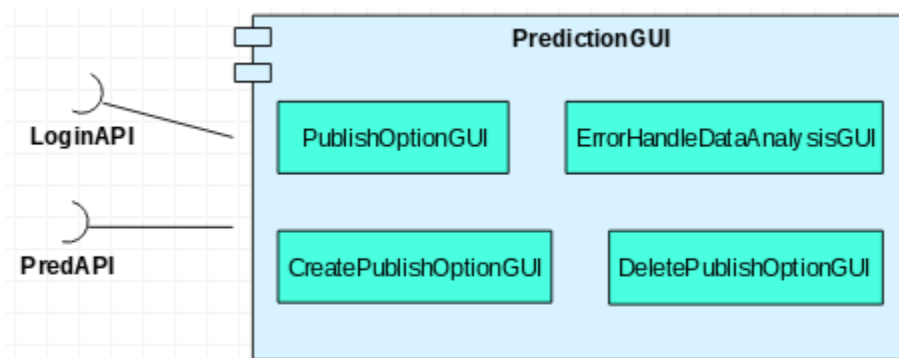 PredictionGUI
LoginAPI
PublishOptionGUI
ErrorHandleDataAnalysisGUI
PredAPI
CreatePublishOptionGUI
DeletePublishOptionGUI